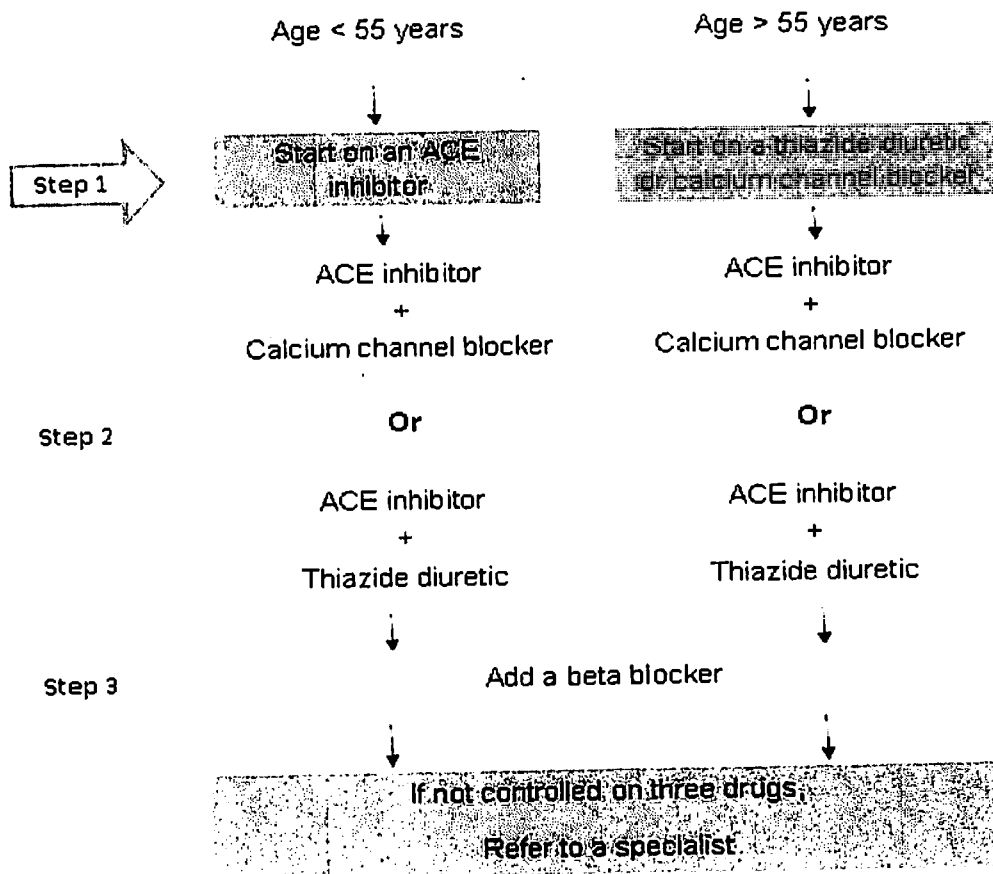 Age < 55 years
Age > 55 years
Step 1
Start on an ACE
inhibitor
Start on a thiazide diuretic
or calcium channel blocker
ACE inhibitor
+
Calcium channel blocker
ACE inhibitor
+
Calcium channel blocker
Step 2
Or
Or
ACE inhibitor
+
Thiazide diuretic
ACE inhibitor
+
Thiazide diuretic
Step 3
Add a beta blocker
If not controlled on three drugs,
Refer to a specialist